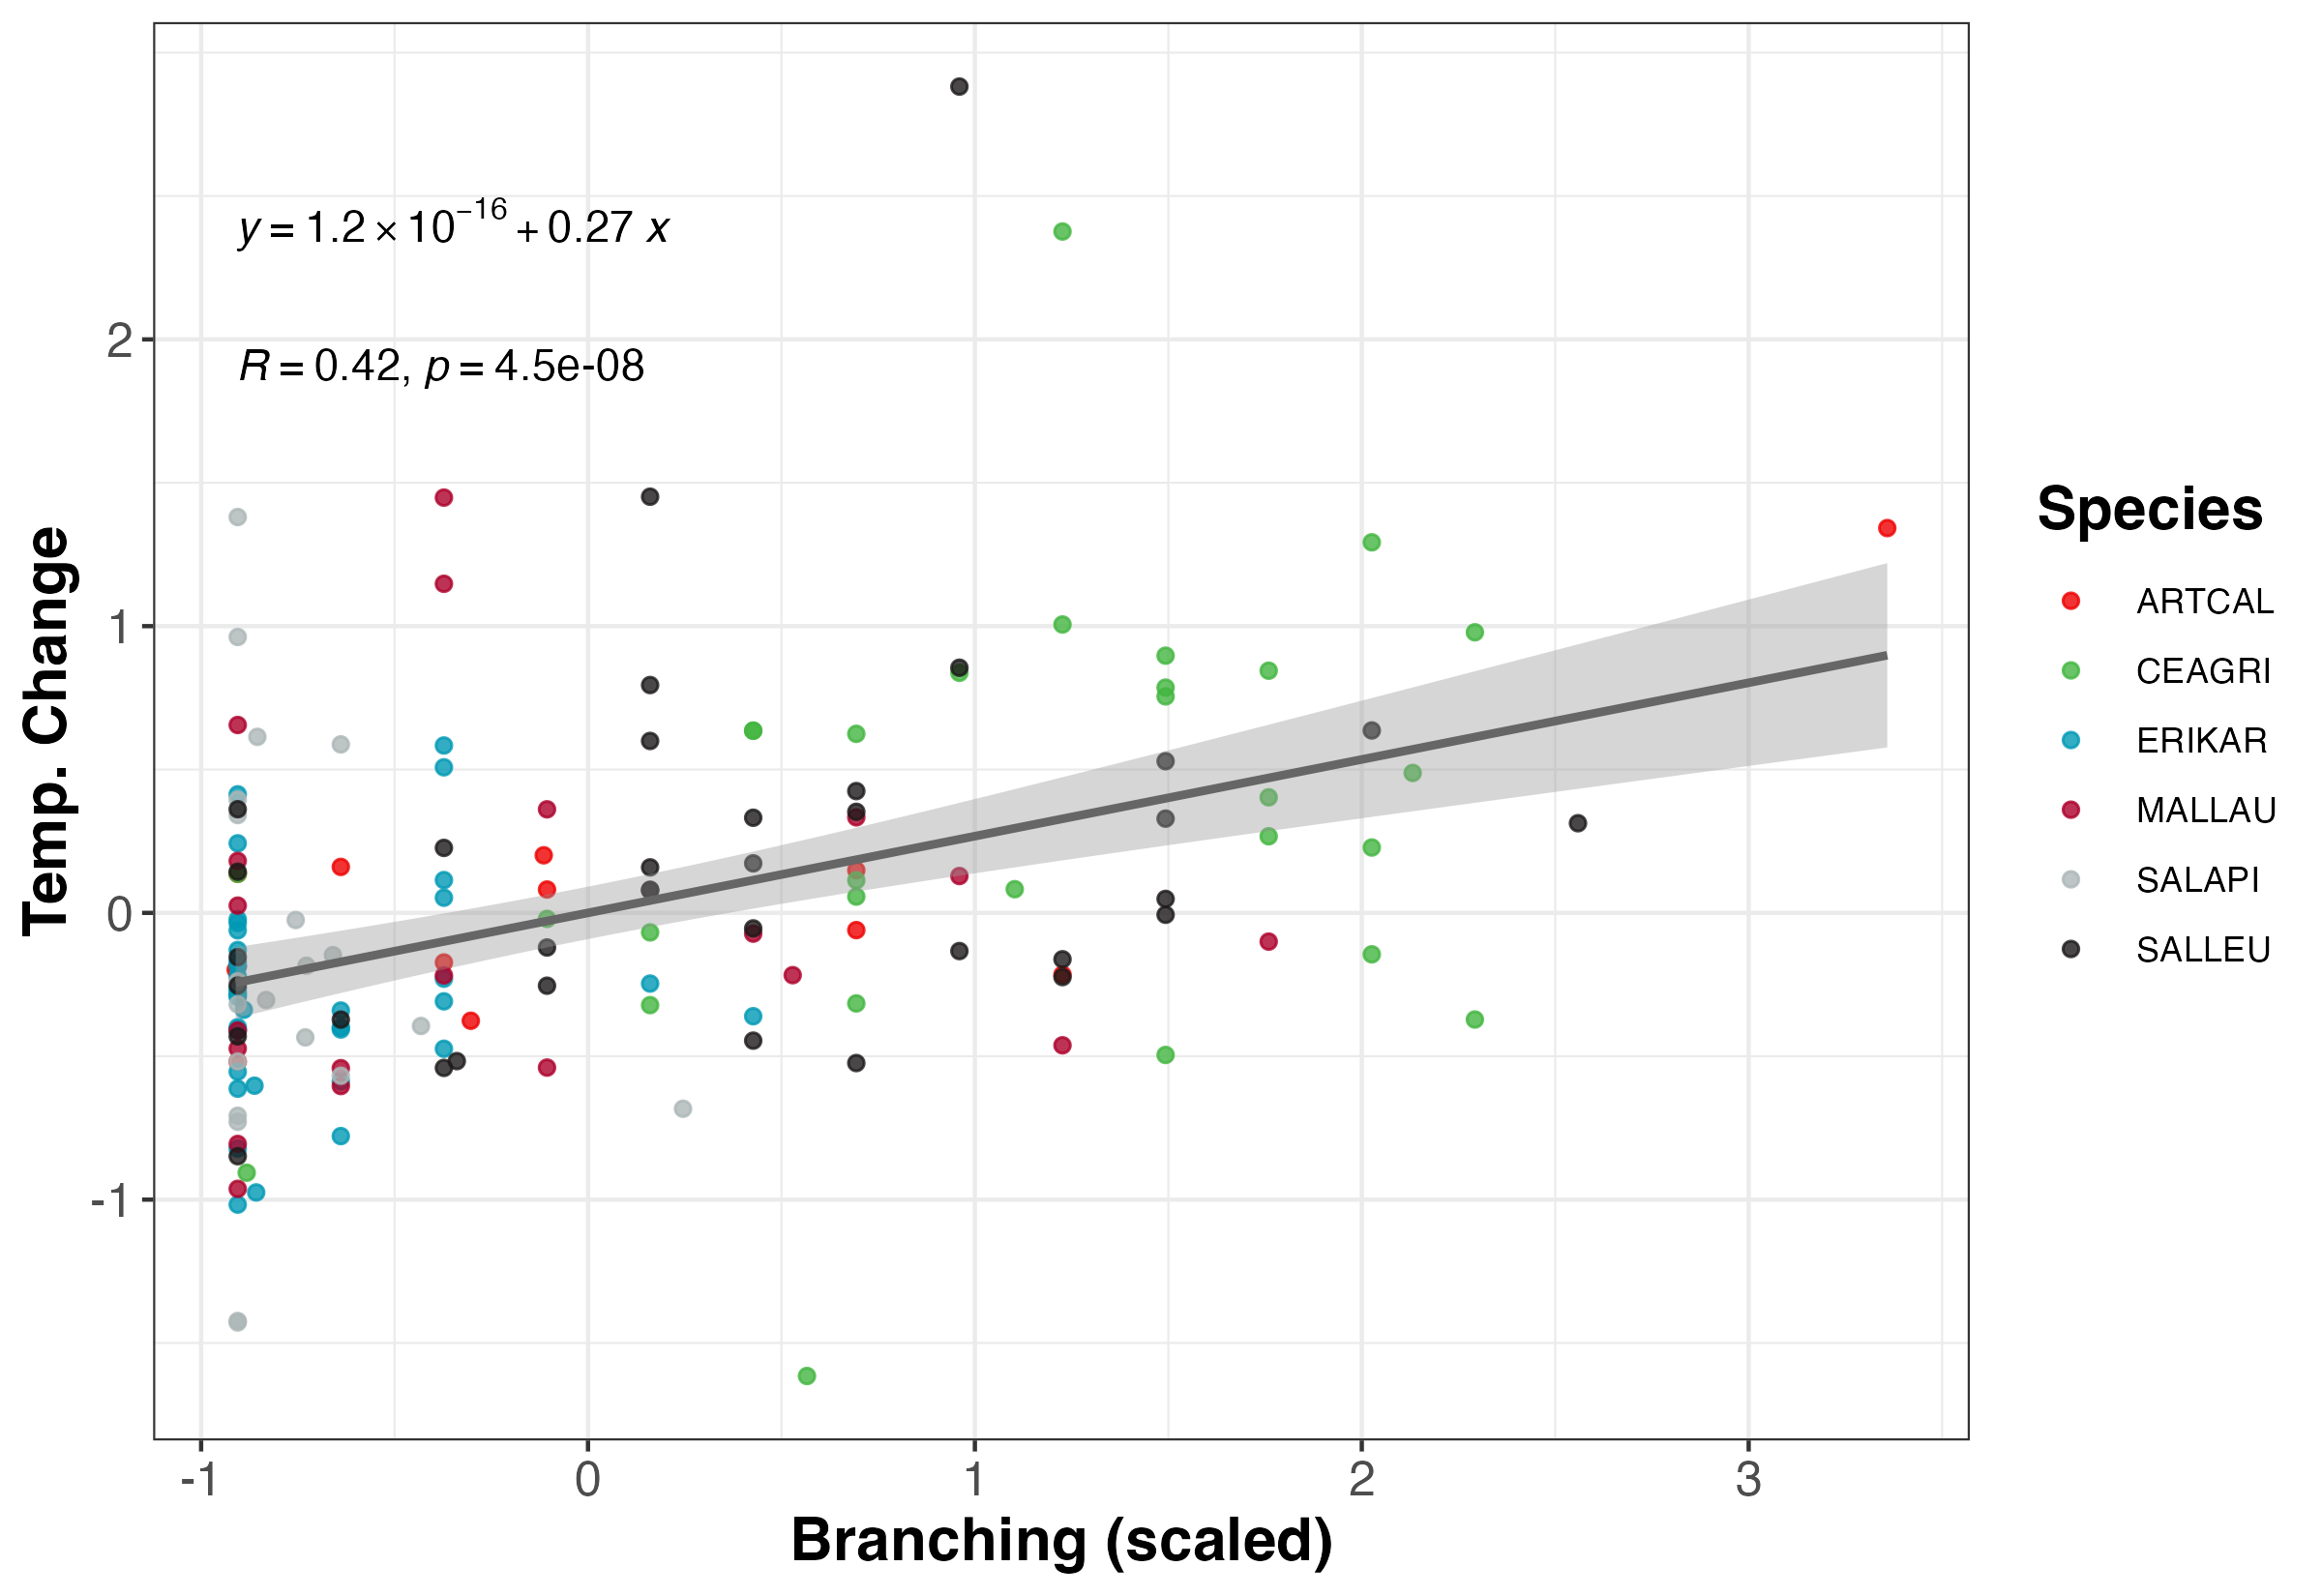 y = 1.2 × 10⁻¹⁶ + 0.27 x
R = 0.42, p = 4.5e-08
2
1
0
-1
Temp. Change
-1 0 1 2 3
Branching (scaled)
Species
ARTCAL
CEAGRI
ERIKAR
MALLAU
SALAPI
SALLEU